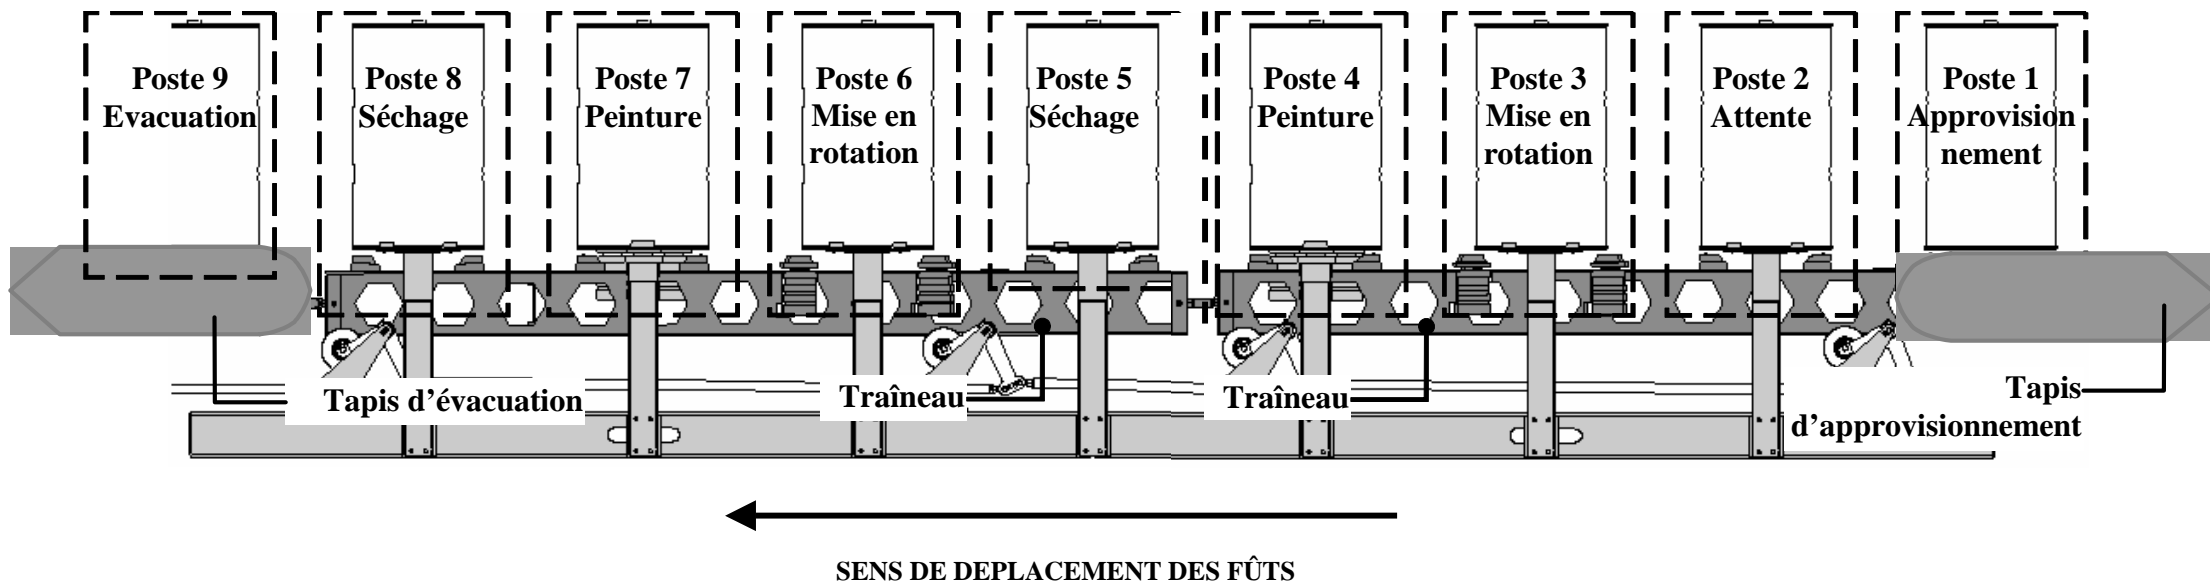 Poste 9
Evacuation
Poste 8
Séchage
Poste 7
Peinture
Poste 6
Mise en
rotation
Poste 5
Séchage
Poste 4
Peinture
Poste 3
Mise en
rotation
Poste 2
Attente
Poste 1
Approvision
nement
Tapis d’évacuation
Traîneau
Traîneau
Tapis
d’approvisionnement
SENS DE DEPLACEMENT DES FÛTS